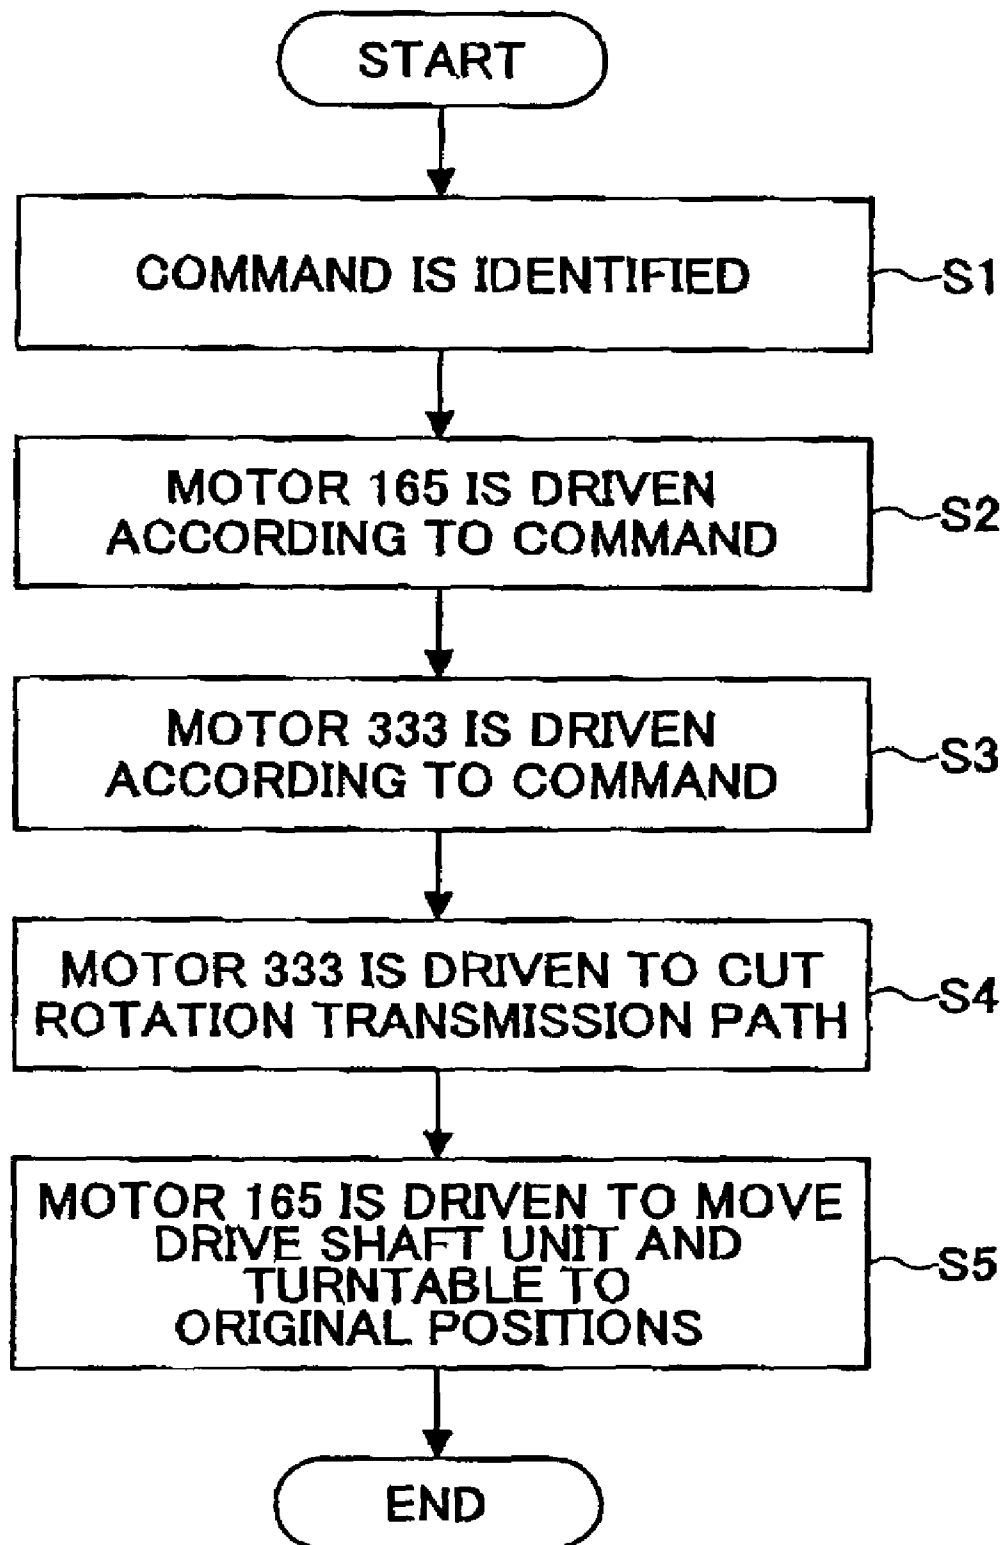 START
COMMAND IS IDENTIFIED
S1
MOTOR 165 IS DRIVEN
ACCORDING TO COMMAND
S2
MOTOR 333 IS DRIVEN
ACCORDING TO COMMAND
S3
MOTOR 333 IS DRIVEN TO CUT
ROTATION TRANSMISSION PATH
S4
MOTOR 165 IS DRIVEN TO MOVE
DRIVE SHAFT UNIT AND
TURNTABLE TO
ORIGINAL POSITIONS
S5
END